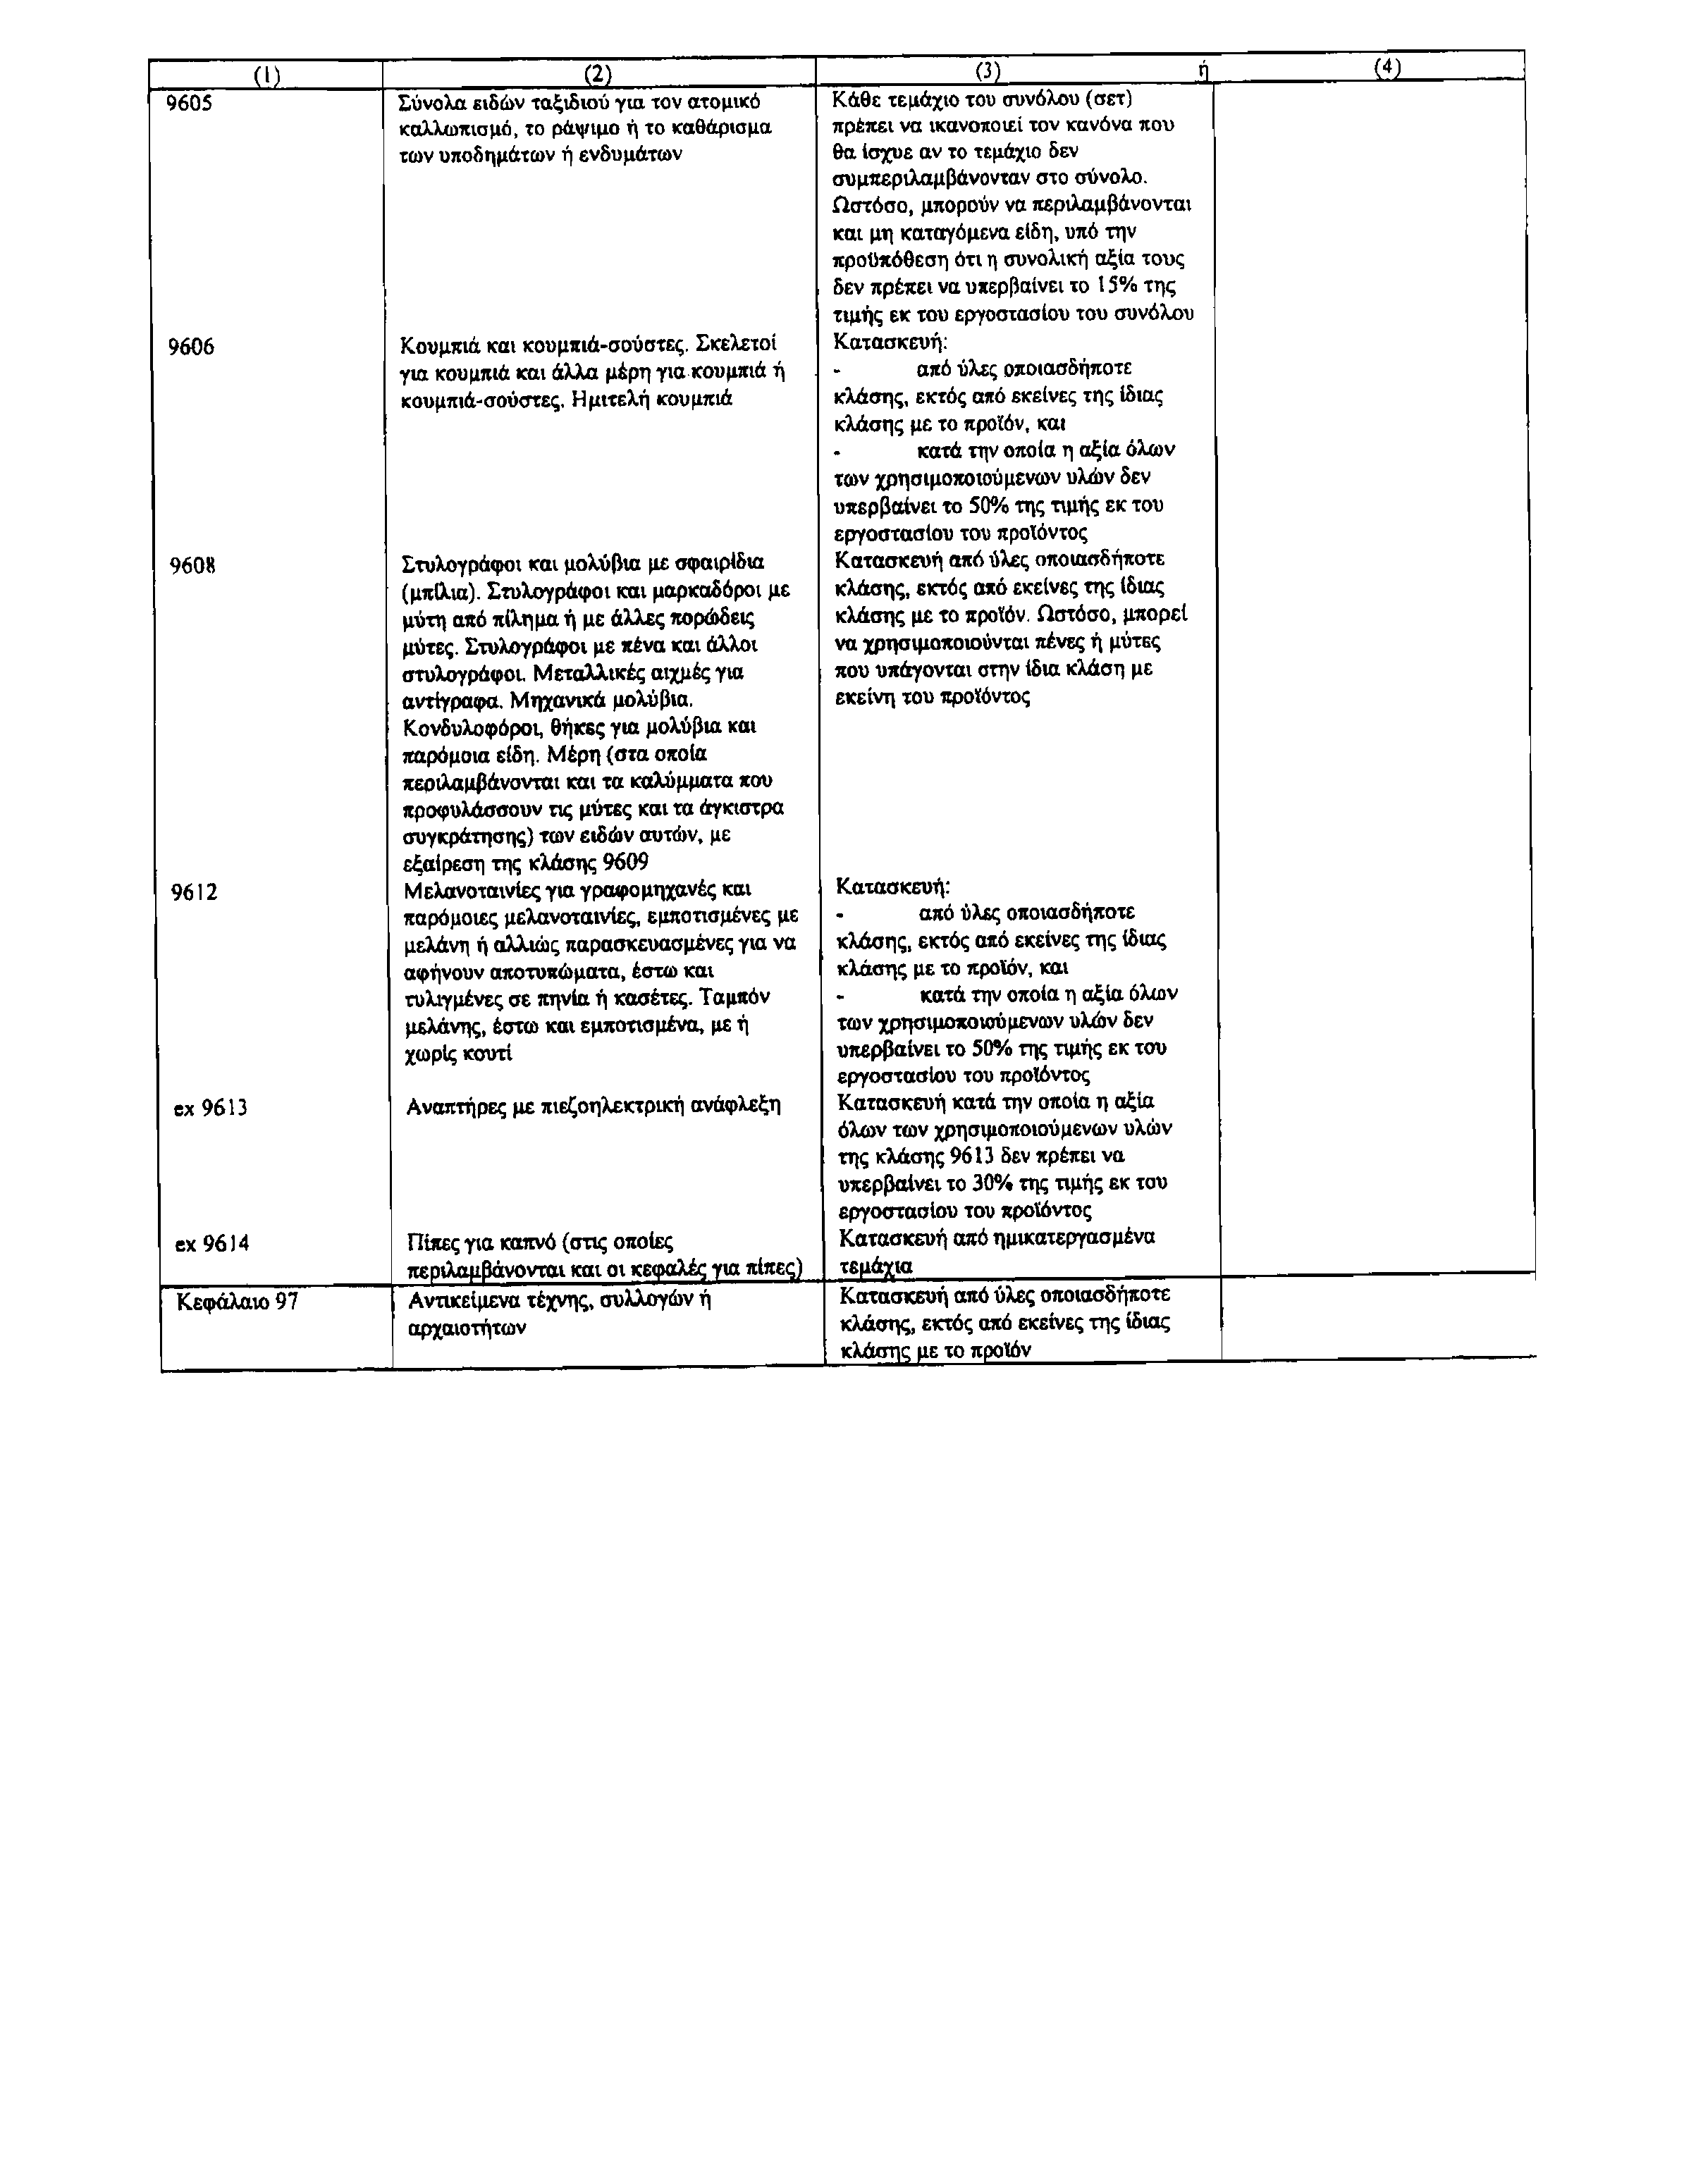 (1) (2) (3) ή (4)
9605
Σύνολα ειδών ταξιδιού για τον ατομικό
καλλωπισμό, το ράψιμο ή το καθάρισμα
των υποδημάτων ή ενδυμάτων
Κάθε τεμάχιο του συνόλου (σετ)
πρέπει να ικανοποιεί τον κανόνα που
θα ίσχυε αν το τεμάχιο δεν
συμπεριλαμβάνονταν στο σύνολο.
Ωστόσο, μπορούν να περιλαμβάνονται
και μη καταγόμενα είδη, υπό την
προϋπόθεση ότι η συνολική αξία τους
δεν πρέπει να υπερβαίνει το 15% της
τιμής εκ του εργοστασίου του συνόλου
9606
Κουμπιά και κουμπιά-σούστες. Σκελετοί
για κουμπιά και άλλα μέρη για κουμπιά ή
κουμπιά-σούστες. Ημιτελή κουμπιά
Κατασκευή:
- από ύλες οποιασδήποτε
κλάσης, εκτός από εκείνες της ίδιας
κλάσης με το προϊόν, και
- κατά την οποία η αξία όλων
των χρησιμοποιούμενων υλών δεν
υπερβαίνει το 50% της τιμής εκ του
εργοστασίου του προϊόντος
9608
Στυλογράφοι και μολύβια με σφαιρίδια
(μπίλια). Στυλογράφοι και μαρκαδόροι με
μύτη από πίλημα ή με άλλες πορώδεις
μύτες. Στυλογράφοι με πένα και άλλοι
στυλογράφοι. Μεταλλικές αιχμές για
αντίγραφα. Μηχανικά μολύβια.
Κονδυλοφόροι, θήκες για μολύβια και
παρόμοια είδη. Μέρη (στα οποία
περιλαμβάνονται και τα καλύμματα που
προφυλάσσουν τις μύτες και τα άγκιστρα
συγκράτησης) των ειδών αυτών, με
εξαίρεση της κλάσης 9609
Κατασκευή από ύλες οποιασδήποτε
κλάσης, εκτός από εκείνες της ίδιας
κλάσης με το προϊόν. Ωστόσο, μπορεί
να χρησιμοποιούνται πένες ή μύτες
που υπάγονται στην ίδια κλάση με
εκείνη του προϊόντος
9612
Μελανοταινίες για γραφομηχανές και
παρόμοιες μελανοταινίες, εμποτισμένες με
μελάνη ή αλλιώς παρασκευασμένες για να
αφήνουν αποτυπώματα, έστω και
τυλιγμένες σε πηνία ή κασέτες. Ταμπόν
μελάνης, έστω και εμποτισμένα, με ή
χωρίς κουτί
Κατασκευή:
- από ύλες οποιασδήποτε
κλάσης, εκτός από εκείνες της ίδιας
κλάσης με το προϊόν, και
- κατά την οποία η αξία όλων
των χρησιμοποιούμενων υλών δεν
υπερβαίνει το 50% της τιμής εκ του
εργοστασίου του προϊόντος
ex 9613
Αναπτήρες με πιεζοηλεκτρική ανάφλεξη
Κατασκευή κατά την οποία η αξία
όλων των χρησιμοποιούμενων υλών
της κλάσης 9613 δεν πρέπει να
υπερβαίνει το 30% της τιμής εκ του
εργοστασίου του προϊόντος
ex 9614
Πίπες για καπνό (στις οποίες
περιλαμβάνονται και οι κεφαλές για πίπες)
Κατασκευή από ημικατεργασμένα
τεμάχια
Κεφάλαιο 97
Αντικείμενα τέχνης, συλλογών ή
αρχαιοτήτων
Κατασκευή από ύλες οποιασδήποτε
κλάσης, εκτός από εκείνες της ίδιας
κλάσης με το προϊόν